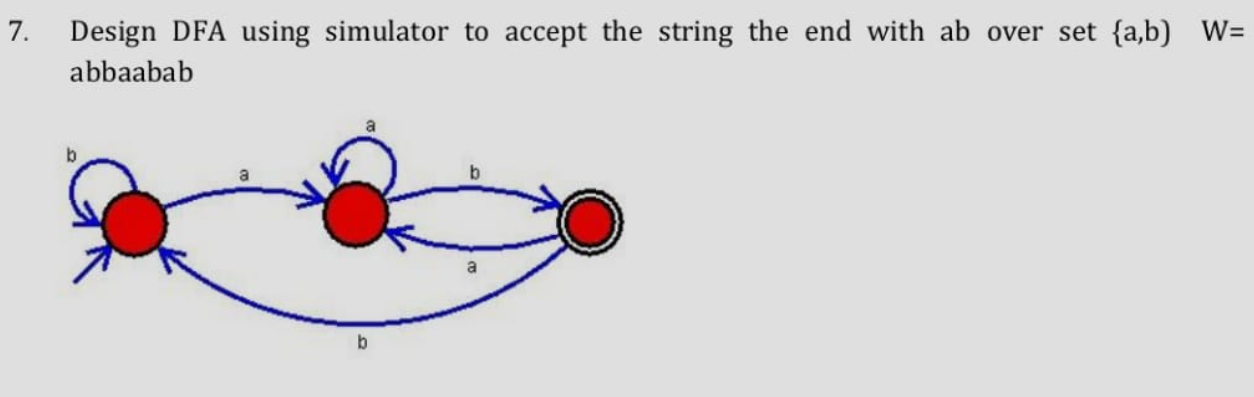 7. Design DFA using simulator to accept the string the end with ab over set {a,b) W=
abbaabab
a
b
a
b
a
b